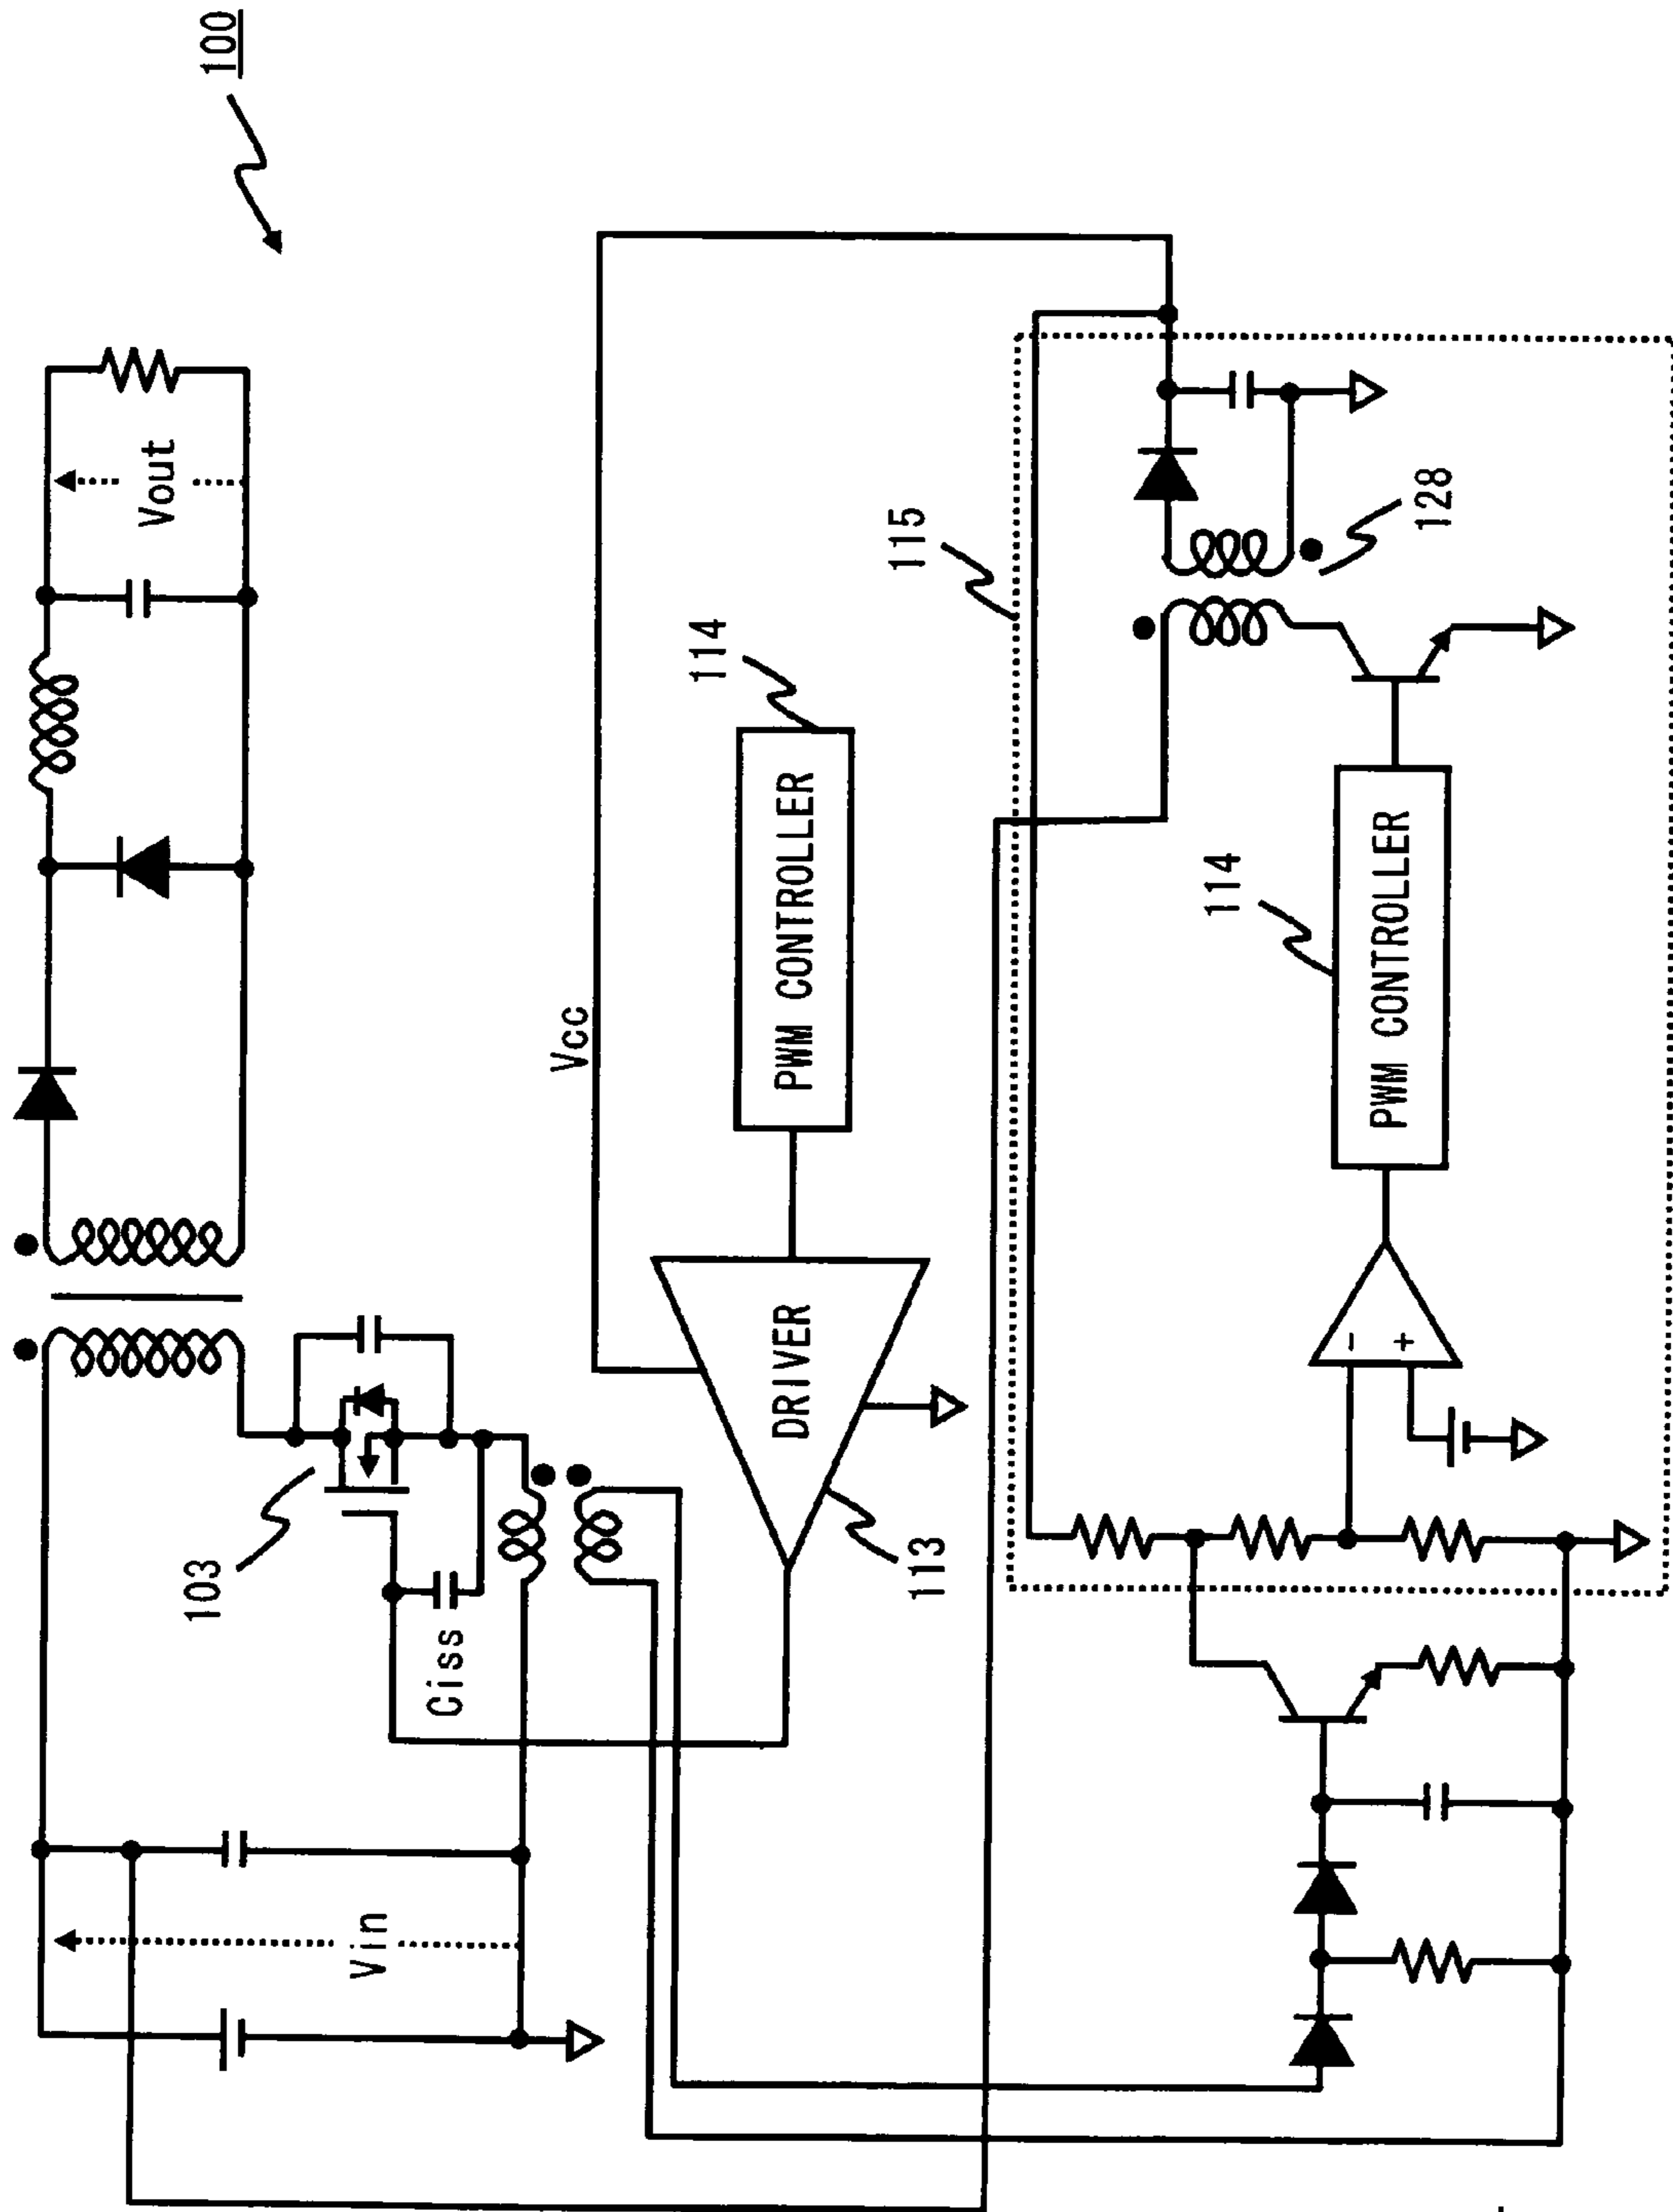 100
Vout
Vin
103
Ciss
Vcc
DRIVER
113
PWM CONTROLLER
114
115
128
-
+
PWM CONTROLLER
114